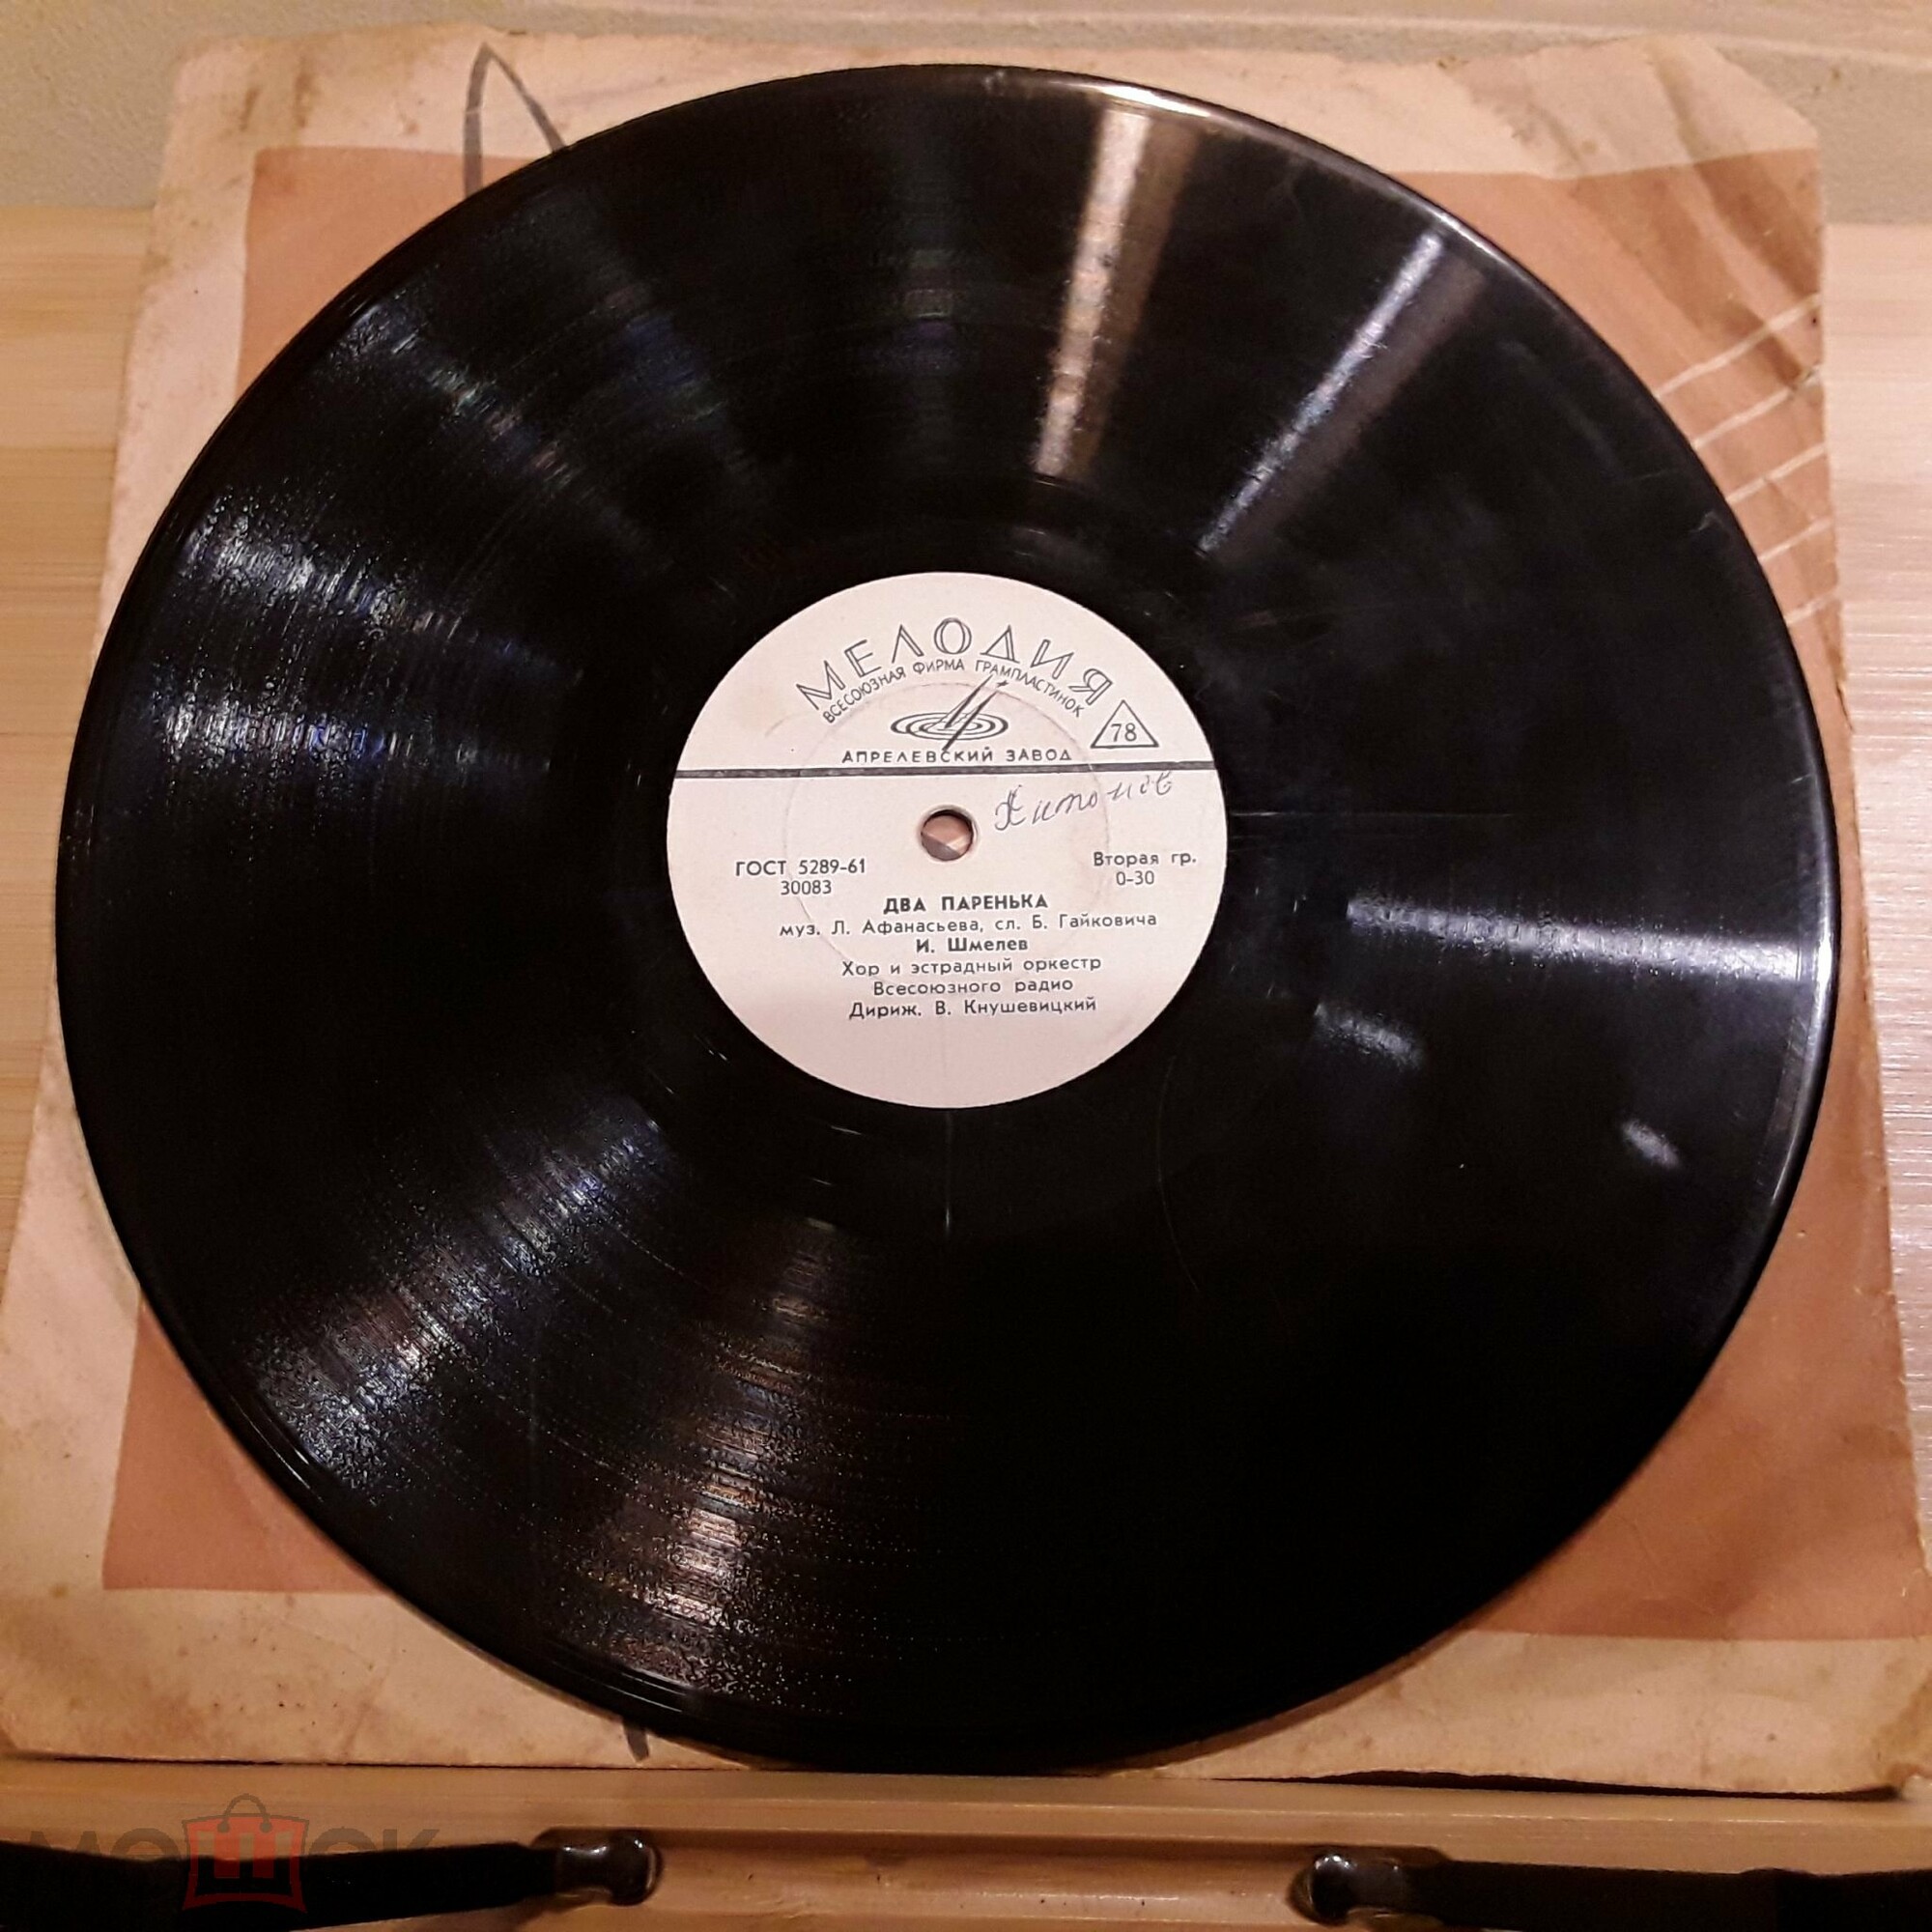 МЕЛОДИЯ
ВСЕСОЮЗНАЯ ФИРМА ГРАМПЛАСТИНОК
78
АПРЕЛЕВСКИЙ ЗАВОД
Хитонов
ГОСТ 5289-61
30083
Вторая гр.
0-30
ДВА ПАРЕНЬКА
муз. Л. Афанасьева, сл. Б. Гайковича
И. Шмелев
Хор и эстрадный оркестр
Всесоюзного радио
Дириж. В. Кнушевицкий